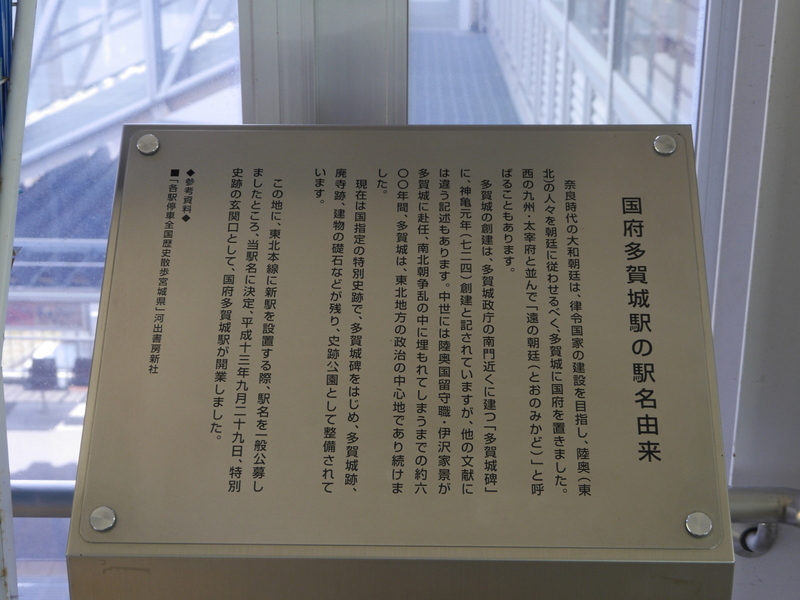 国府多賀城駅の駅名由来
奈良時代の大和朝廷は、律令国家の建設を目指し、陸奥（東
北）の人々を朝廷に従わせるべく、多賀城に国府を置きました。
西の九州・太宰府と並んで「遠の朝廷（とおのみかど）」と呼
ばることもあります。
多賀城の創建は、多賀城政庁の南門近くに建つ「多賀城碑」
に、神亀元年（七二四）創建と記されていますが、他の文献に
は違う記述もあります。中世には陸奥国留守職・伊沢家景が
多賀城に赴任、南北朝争乱の中に埋もれてしまうまでの約六
〇〇年間、多賀城は、東北地方の政治の中心地であり続けま
した。
現在は国指定の特別史跡で、多賀城碑をはじめ、多賀城跡、
廃寺跡、建物の礎石などが残り、史跡公園として整備されて
います。
この地に、東北本線に新駅を設置する際、駅名を一般公募し
ましたところ、当駅名に決定、平成十三年九月二十九日、特別
史跡の玄関口として、国府多賀城駅が開業しました。
◆参考資料◆
■「各駅停車全国歴史散歩宮城県」河出書房新社